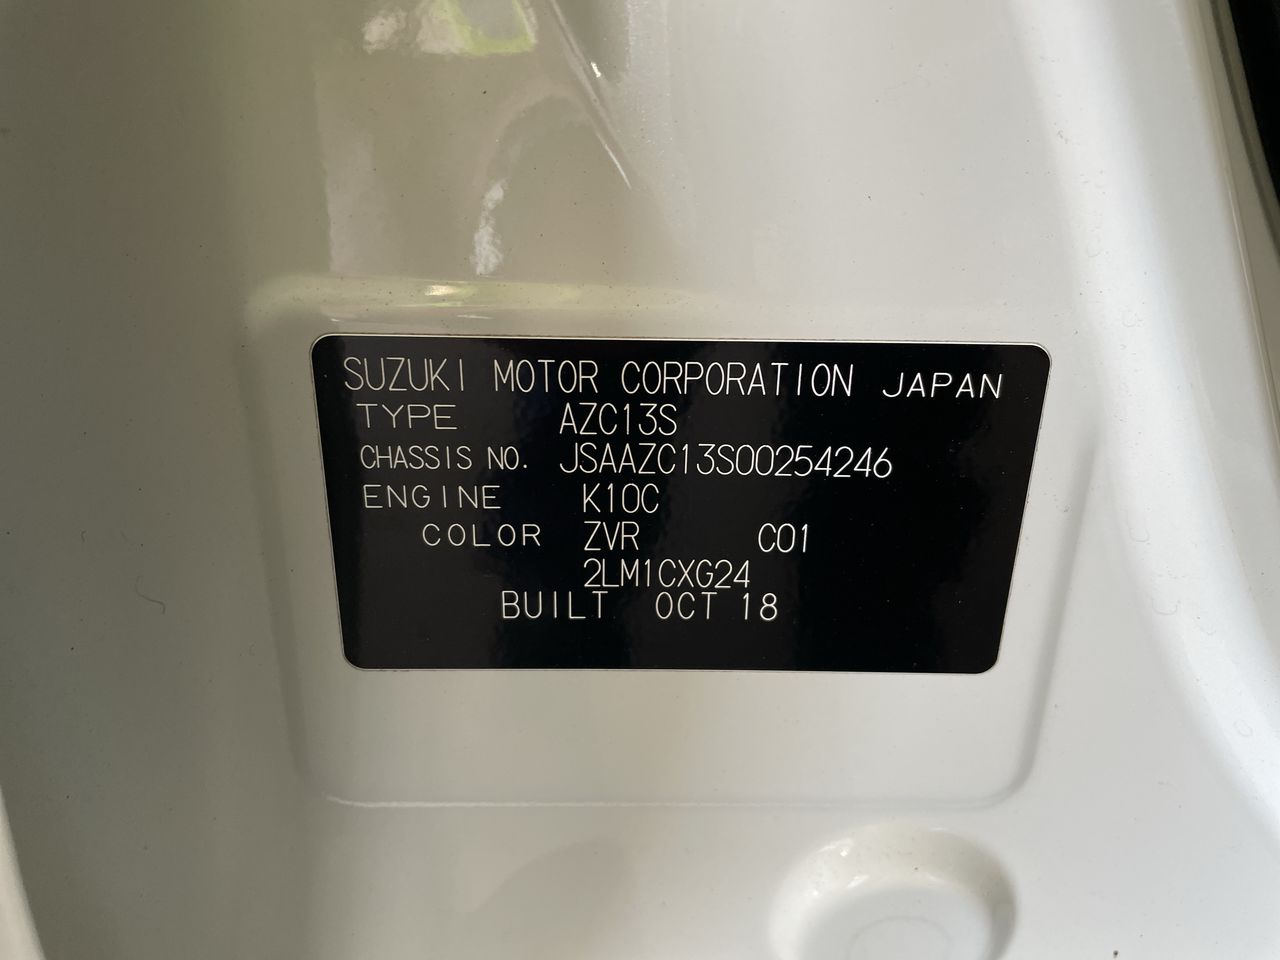 SUZUKI MOTOR CORPORATION JAPAN
TYPE AZC13S
CHASSIS NO. JSAAZC13S00254246
ENGINE K10C
COLOR ZVR C01
2LM1CXG24
BUILT OCT 18